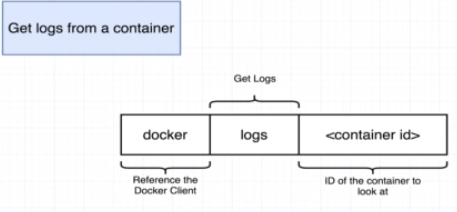 Get logs from a container
Get Logs
docker logs <container id>
Reference the
Docker Client
ID of the container to
look at